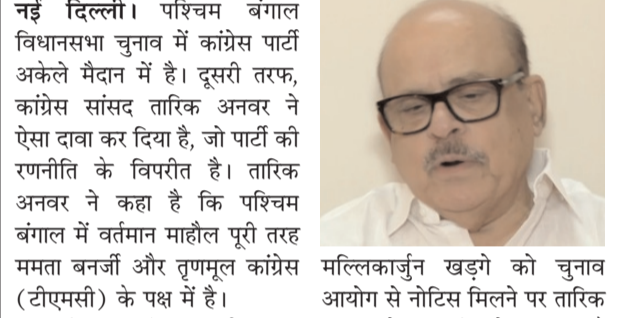 नई दिल्ली। पश्चिम बंगाल
विधानसभा चुनाव में कांग्रेस पार्टी
अकेले मैदान में है। दूसरी तरफ,
कांग्रेस सांसद तारिक अनवर ने
ऐसा दावा कर दिया है, जो पार्टी की
रणनीति के विपरीत है। तारिक
अनवर ने कहा है कि पश्चिम
बंगाल में वर्तमान माहौल पूरी तरह
ममता बनर्जी और तृणमूल कांग्रेस
(टीएमसी) के पक्ष में है।
मल्लिकार्जुन खड़गे को चुनाव
आयोग से नोटिस मिलने पर तारिक